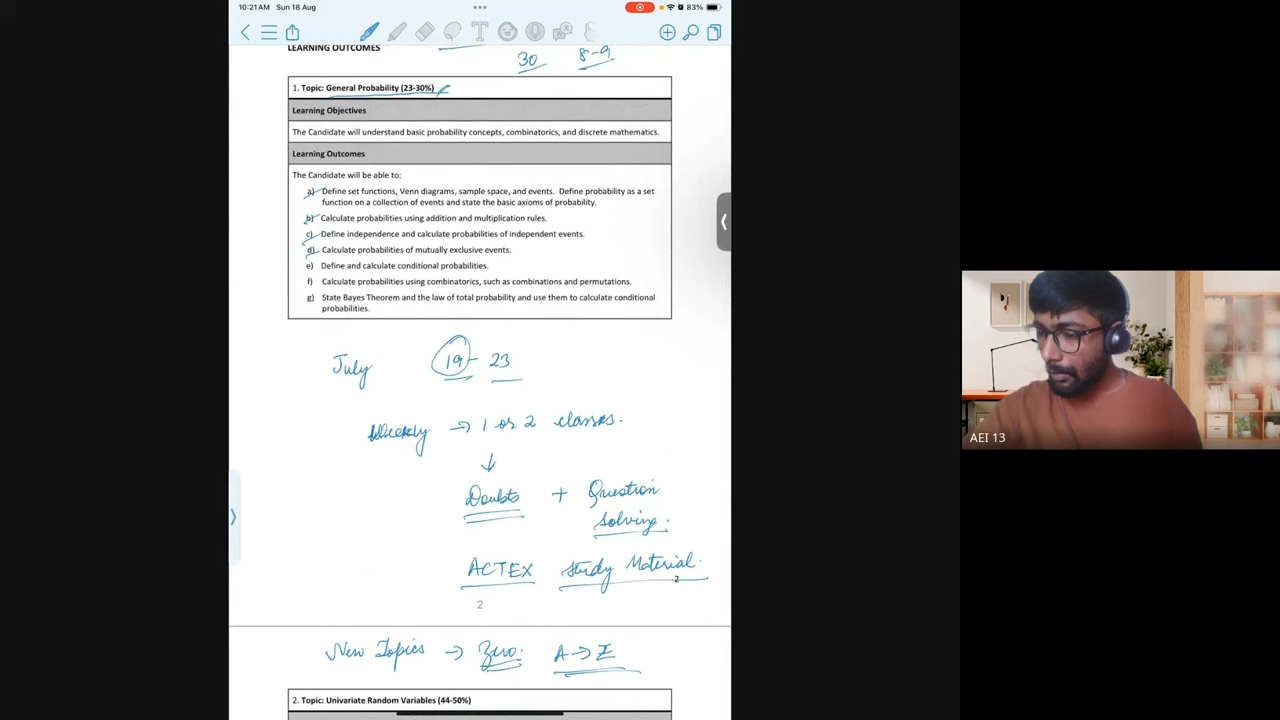 10:21AM Sun 18 Aug
83%
LEARNING OUTCOMES
30 8-9
1. Topic: General Probability (23-30%)
Learning Objectives
The Candidate will understand basic probability concepts, combinatorics, and discrete mathematics.
Learning Outcomes
The Candidate will be able to:
a) Define set functions, Venn diagrams, sample space, and events. Define probability as a set
function on a collection of events and state the basic axioms of probability.
b) Calculate probabilities using addition and multiplication rules.
c) Define independence and calculate probabilities of independent events.
d) Calculate probabilities of mutually exclusive events.
e) Define and calculate conditional probabilities.
f) Calculate probabilities using combinatorics, such as combinations and permutations.
g) State Bayes Theorem and the law of total probability and use them to calculate conditional
probabilities.
July 19 - 23
Weekly → 1 or 2 classes.
↓
Doubts + Question
solving.
ACTEX study Material.
2
2
New Topics → Zero. A → Z
2. Topic: Univariate Random Variables (44-50%)
AEI 13